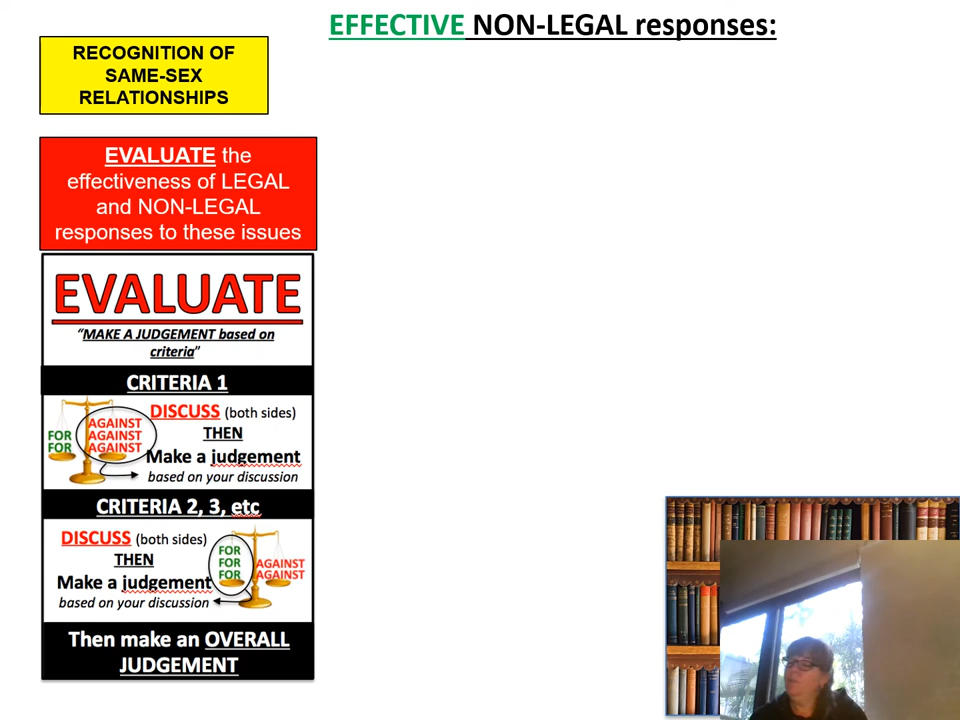 EFFECTIVE NON-LEGAL responses:
RECOGNITION OF
SAME-SEX
RELATIONSHIPS
EVALUATE the
effectiveness of LEGAL
and NON-LEGAL
responses to these issues
EVALUATE
“MAKE A JUDGEMENT based on
criteria”
CRITERIA 1
DISCUSS (both sides)
THEN
Make a judgement
based on your discussion
FOR
FOR
AGAINST
AGAINST
AGAINST
CRITERIA 2, 3, etc
DISCUSS (both sides)
THEN
Make a judgement
based on your discussion
FOR
FOR
FOR
AGAINST
AGAINST
Then make an OVERALL
JUDGEMENT